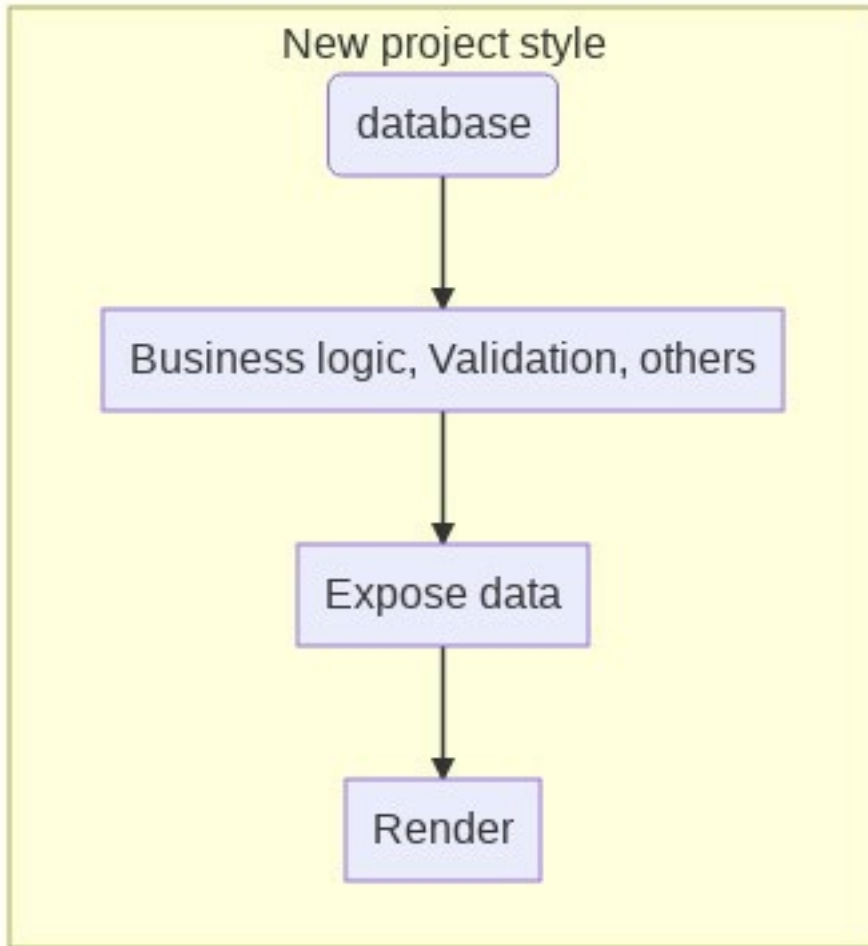 New project style
database
Business logic, Validation, others
Expose data
Render